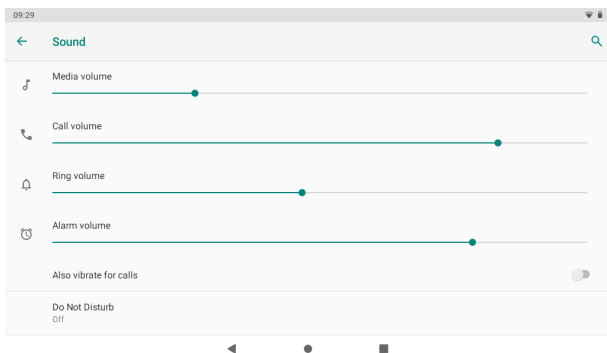 09:29
Sound
Media volume
Call volume
Ring volume
Alarm volume
Also vibrate for calls
Do Not Disturb
Off